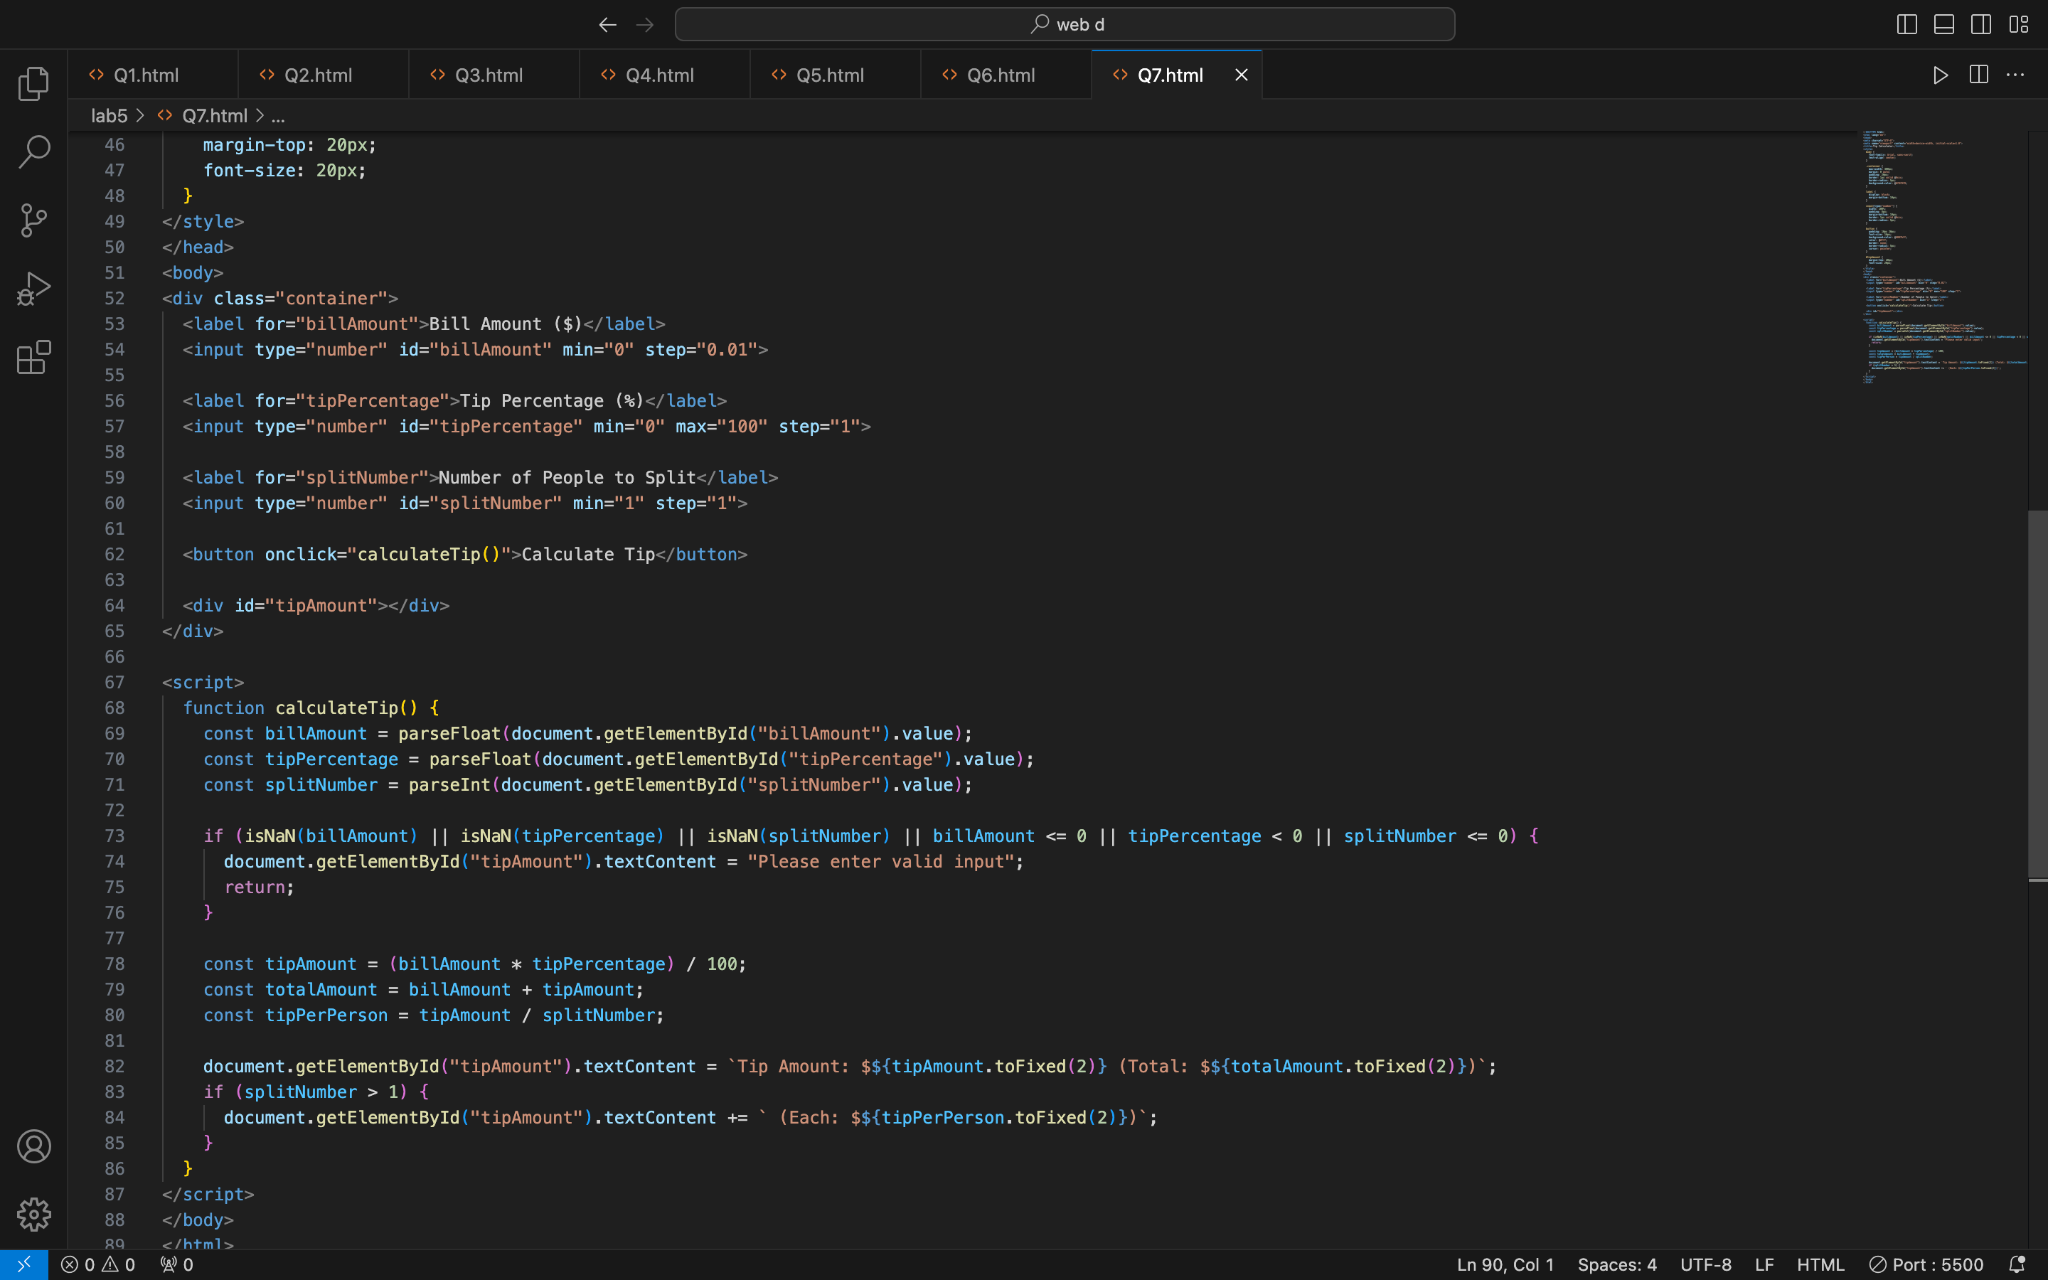 web d
Q1.html Q2.html Q3.html Q4.html Q5.html Q6.html Q7.html
lab5 > Q7.html > ...
46 margin-top: 20px;
47 font-size: 20px;
48 }
49 </style>
50 </head>
51 <body>
52 <div class="container">
53 <label for="billAmount">Bill Amount ($)</label>
54 <input type="number" id="billAmount" min="0" step="0.01">
55
56 <label for="tipPercentage">Tip Percentage (%)</label>
57 <input type="number" id="tipPercentage" min="0" max="100" step="1">
58
59 <label for="splitNumber">Number of People to Split</label>
60 <input type="number" id="splitNumber" min="1" step="1">
61
62 <button onclick="calculateTip()">Calculate Tip</button>
63
64 <div id="tipAmount"></div>
65 </div>
66
67 <script>
68 function calculateTip() {
69 const billAmount = parseFloat(document.getElementById("billAmount").value);
70 const tipPercentage = parseFloat(document.getElementById("tipPercentage").value);
71 const splitNumber = parseInt(document.getElementById("splitNumber").value);
72
73 if (isNaN(billAmount) || isNaN(tipPercentage) || isNaN(splitNumber) || billAmount <= 0 || tipPercentage < 0 || splitNumber <= 0) {
74 document.getElementById("tipAmount").textContent = "Please enter valid input";
75 return;
76 }
77
78 const tipAmount = (billAmount * tipPercentage) / 100;
79 const totalAmount = billAmount + tipAmount;
80 const tipPerPerson = tipAmount / splitNumber;
81
82 document.getElementById("tipAmount").textContent = `Tip Amount: $${tipAmount.toFixed(2)} (Total: $${totalAmount.toFixed(2)})`;
83 if (splitNumber > 1) {
84 document.getElementById("tipAmount").textContent += ` (Each: $${tipPerPerson.toFixed(2)})`;
85 }
86 }
87 </script>
88 </body>
89 </html>
0 0 0 Ln 90, Col 1 Spaces: 4 UTF-8 LF HTML Port : 5500